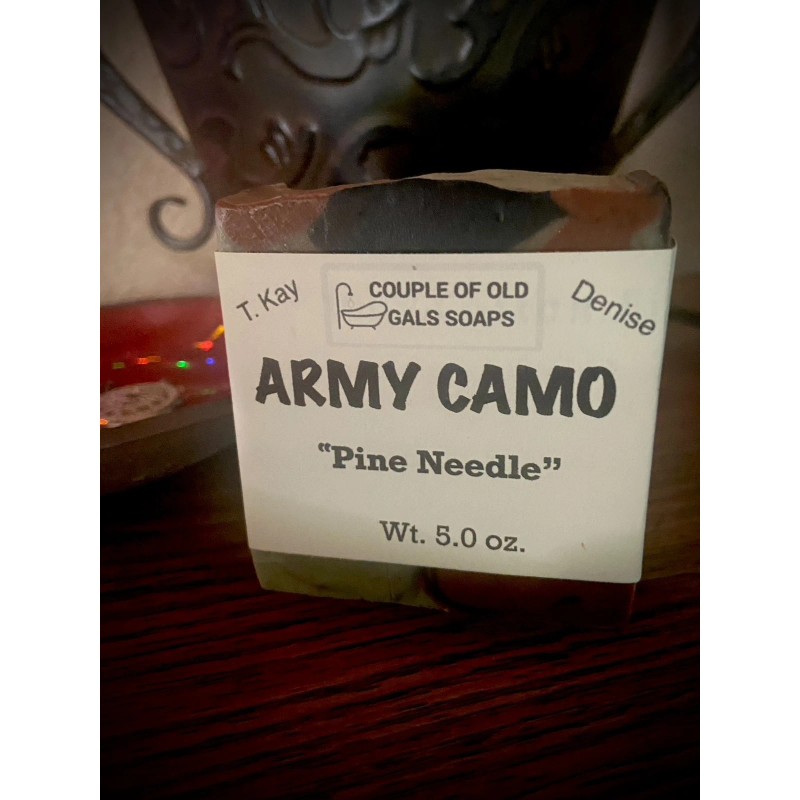 T. Kay
COUPLE OF OLD
GALS SOAPS
Denise
ARMY CAMO
“Pine Needle”
Wt. 5.0 oz.